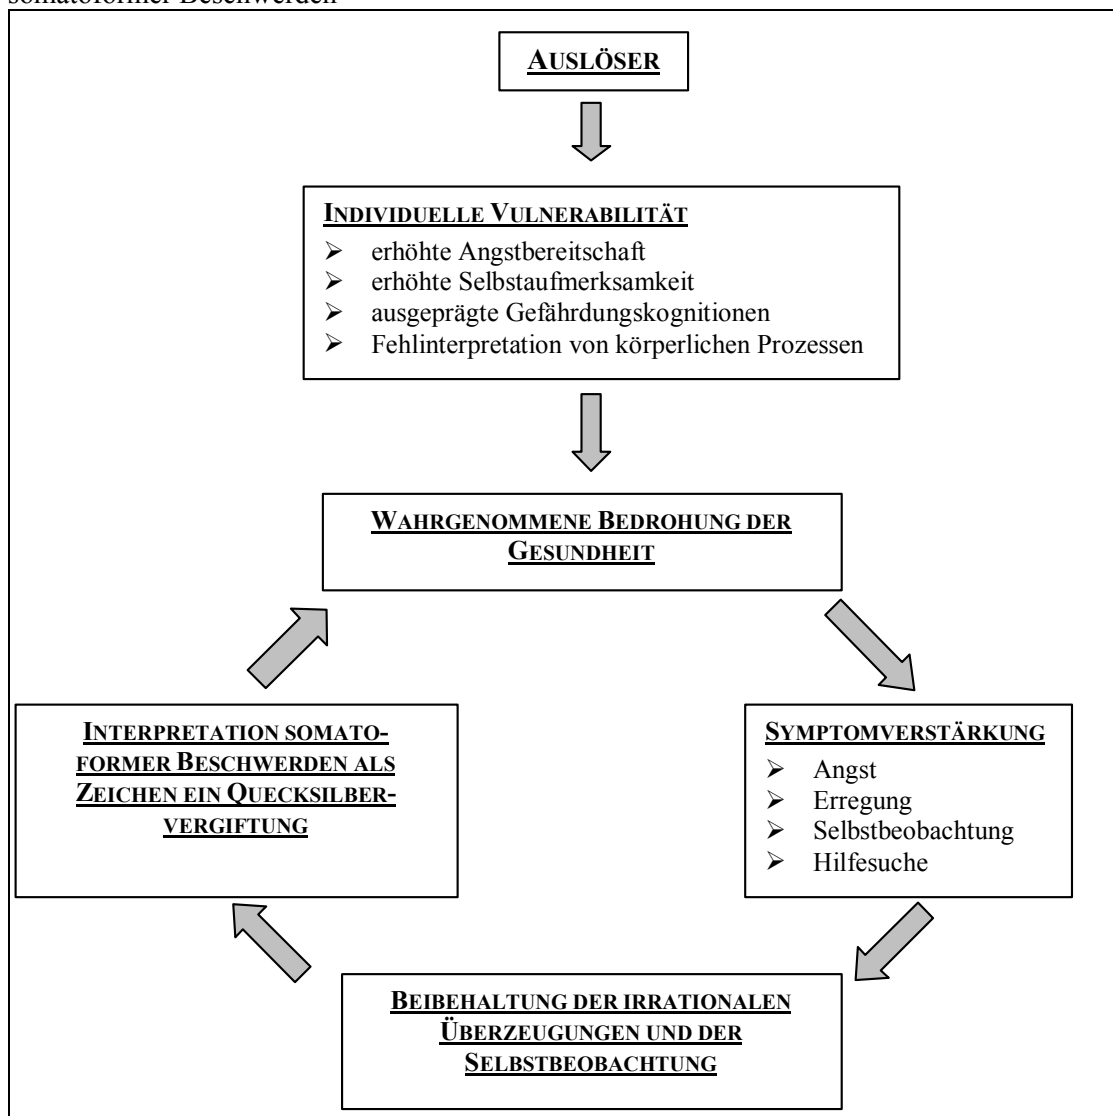 somatoformer Beschwerden
AUSLÖSER
INDIVIDUELLE VULNERABILITÄT
➢ erhöhte Angstbereitschaft
➢ erhöhte Selbstaufmerksamkeit
➢ ausgeprägte Gefährdungskognitionen
➢ Fehlinterpretation von körperlichen Prozessen
WAHRGENOMMENE BEDROHUNG DER
GESUNDHEIT
INTERPRETATION SOMATO-
FORMER BESCHWERDEN ALS
ZEICHEN EIN QUECKSILBER-
VERGIFTUNG
SYMPTOMVERSTÄRKUNG
➢ Angst
➢ Erregung
➢ Selbstbeobachtung
➢ Hilfesuche
BEIBEHALTUNG DER IRRATIONALEN
ÜBERZEUGUNGEN UND DER
SELBSTBEOBACHTUNG